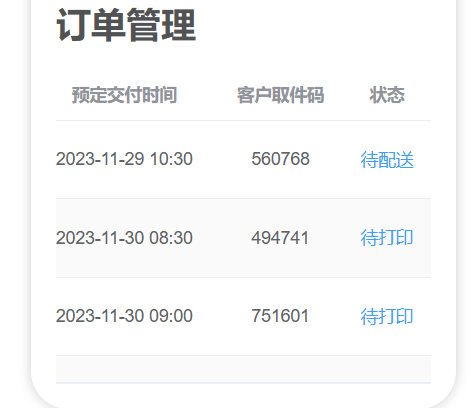 订单管理
预定交付时间 客户取件码 状态
2023-11-29 10:30 560768 待配送
2023-11-30 08:30 494741 待打印
2023-11-30 09:00 751601 待打印